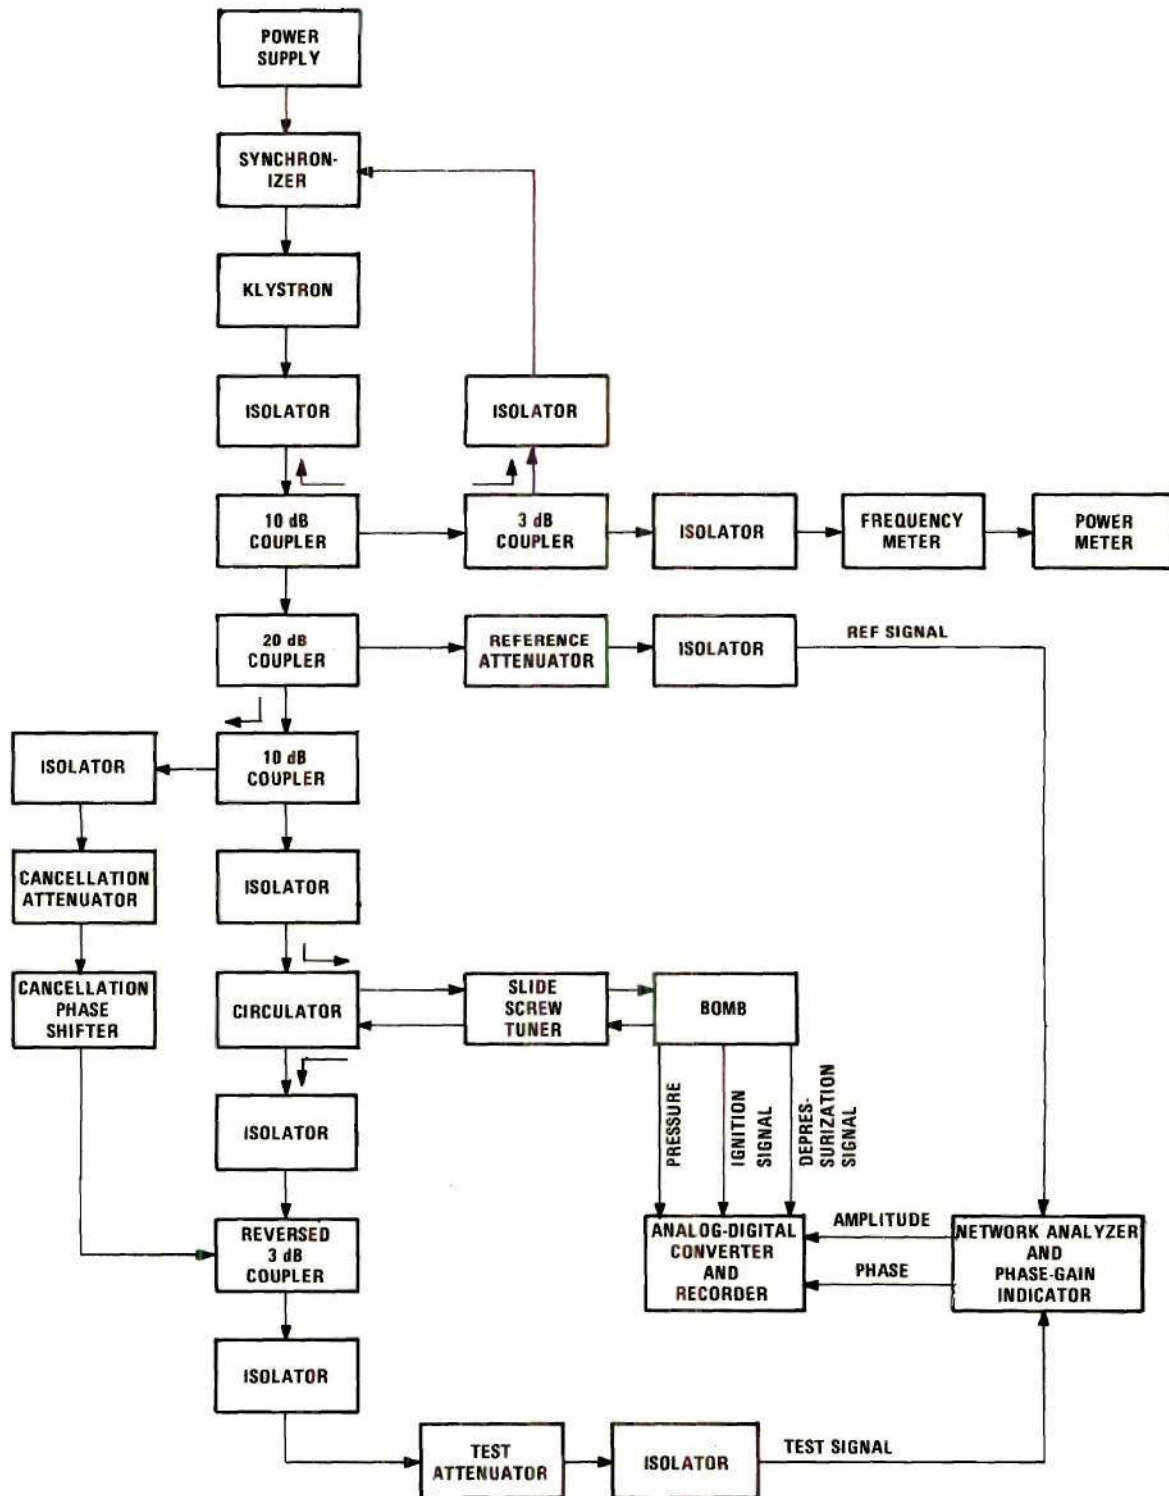 POWER
SUPPLY
SYNCHRON-
IZER
KLYSTRON
ISOLATOR
ISOLATOR
10 dB
COUPLER
3 dB
COUPLER
ISOLATOR
FREQUENCY
METER
POWER
METER
20 dB
COUPLER
REFERENCE
ATTENUATOR
ISOLATOR
REF SIGNAL
ISOLATOR
10 dB
COUPLER
CANCELLATION
ATTENUATOR
ISOLATOR
CANCELLATION
PHASE
SHIFTER
CIRCULATOR
SLIDE
SCREW
TUNER
BOMB
PRESSURE
IGNITION
SIGNAL
DEPRES-
SURIZATION
SIGNAL
ISOLATOR
REVERSED
3 dB
COUPLER
ANALOG-DIGITAL
CONVERTER
AND
RECORDER
AMPLITUDE
PHASE
NETWORK ANALYZER
AND
PHASE-GAIN
INDICATOR
ISOLATOR
TEST
ATTENUATOR
ISOLATOR
TEST SIGNAL